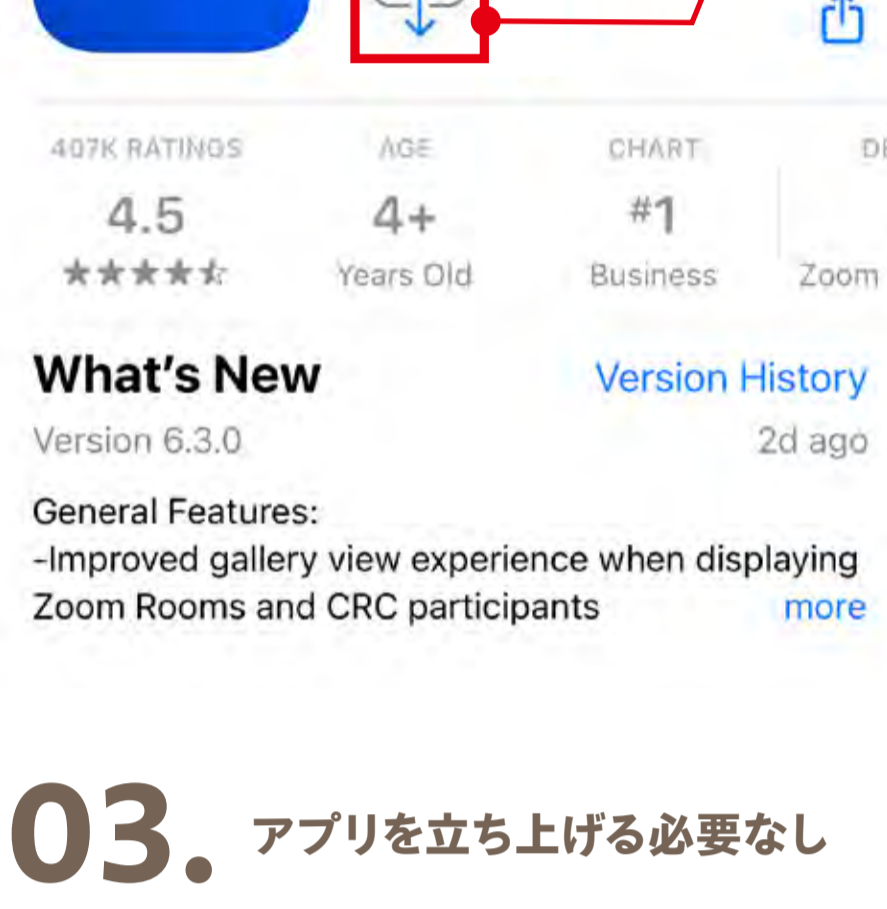 407K RATINGS AGE CHART
4.5 4+ #1
Years Old Business Zoom
What's New Version History
Version 6.3.0 2d ago
General Features:
-Improved gallery view experience when displaying
Zoom Rooms and CRC participants more
03. アプリを立ち上げる必要なし